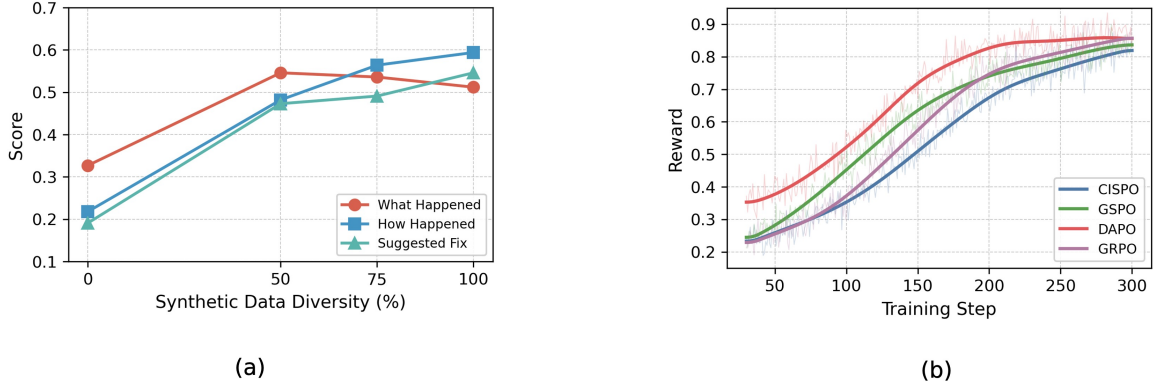 0.7
0.6
0.5
0.4
0.3
0.2
0.1
Score
0
50
75
100
Synthetic Data Diversity (%)
What Happened
How Happened
Suggested Fix
(a)
0.9
0.8
0.7
0.6
0.5
0.4
0.3
0.2
Reward
50
100
150
200
250
300
Training Step
CISPO
GSPO
DAPO
GRPO
(b)